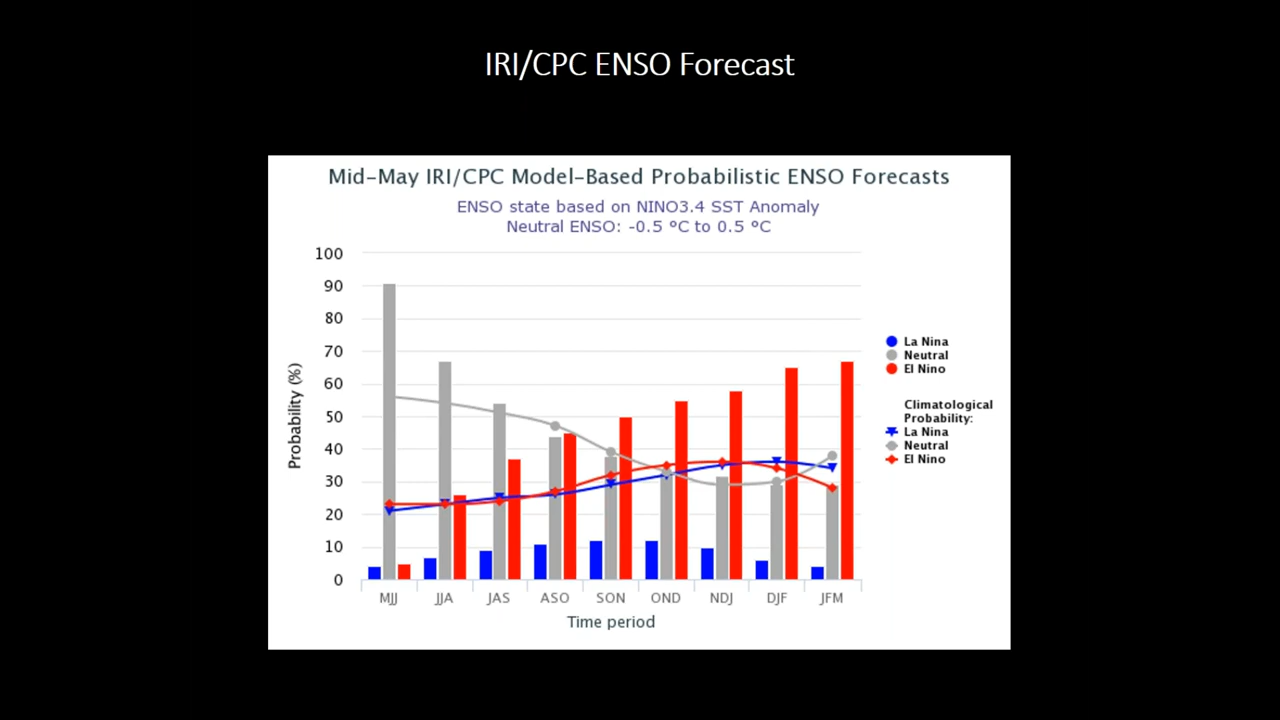 IRI/CPC ENSO Forecast
Mid-May IRI/CPC Model-Based Probabilistic ENSO Forecasts
ENSO state based on NINO3.4 SST Anomaly
Neutral ENSO: -0.5 ºC to 0.5 ºC
100
90
80
70
60
50
40
30
20
10
0
Probability (%)
MJJ JJA JAS ASO SON OND NDJ DJF JFM
Time period
La Nina
Neutral
El Nino
Climatological
Probability:
La Nina
Neutral
El Nino